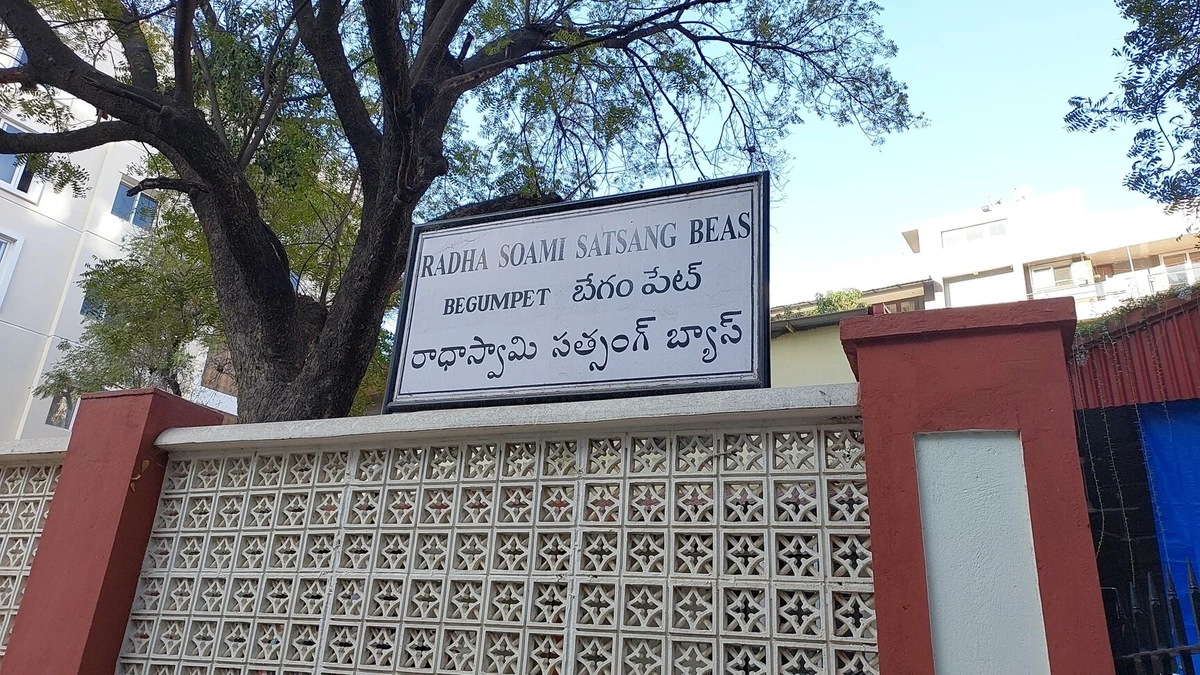 RADHA SOAMI SATSANG BEAS
BEGUMPET బేగంపేట్
రాధాస్వామి సత్సంగ్ బ్యాస్